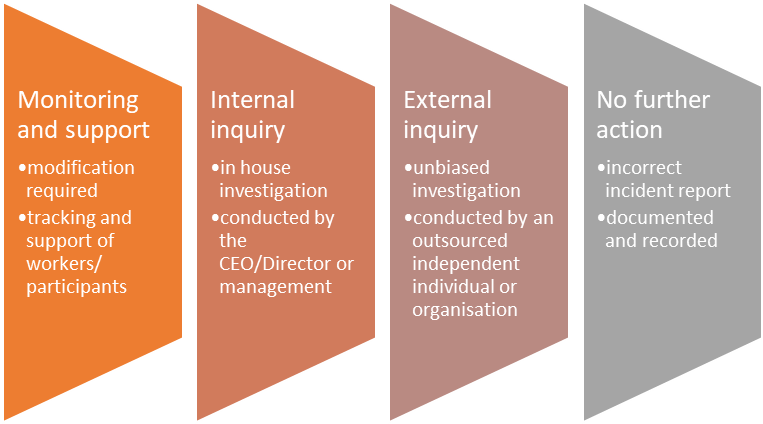 Monitoring
and support
•modification
required
•tracking and
support of
workers/
participants
Internal
inquiry
•in house
investigation
•conducted by
the
CEO/Director or
management
External
inquiry
•unbiased
investigation
•conducted by an
outsourced
independent
individual or
organisation
No further
action
•incorrect
incident report
•documented
and recorded